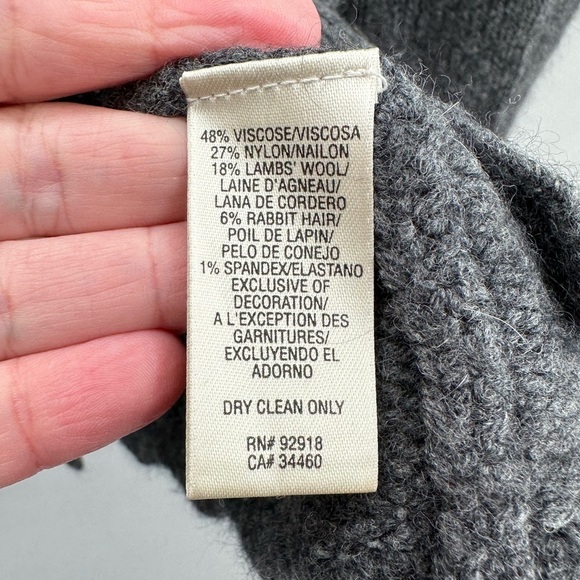 48% VISCOSE/VISCOSA
27% NYLON/NAILON
18% LAMBS' WOOL/
LAINE D'AGNEAU/
LANA DE CORDERO
6% RABBIT HAIR/
POIL DE LAPIN/
PELO DE CONEJO
1% SPANDEX/ELASTANO
EXCLUSIVE OF
DECORATION/
A L'EXCEPTION DES
GARNITURES/
EXCLUYENDO EL
ADORNO
DRY CLEAN ONLY
RN# 92918
CA# 34460